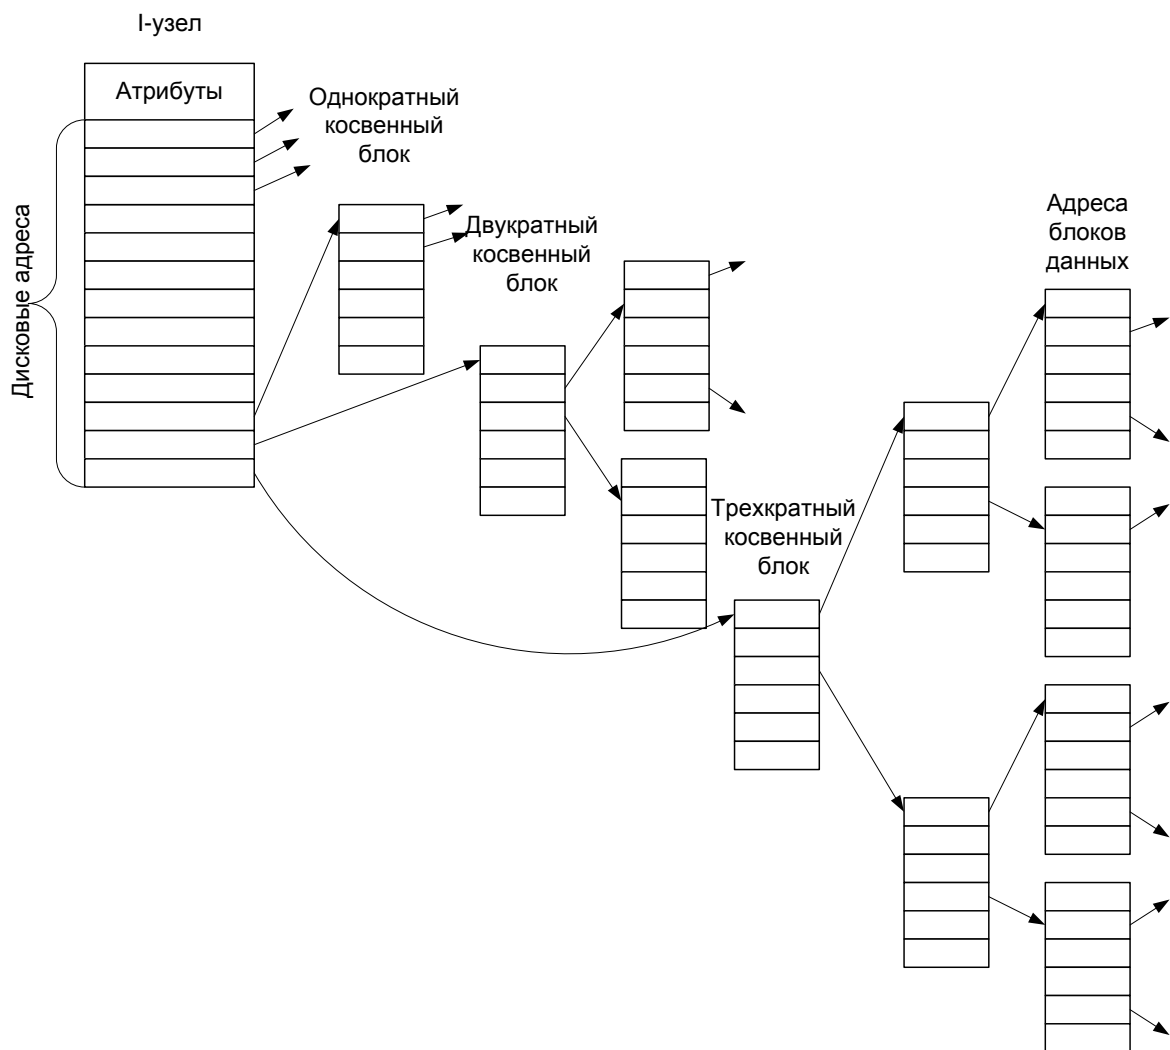 I-узел
Атрибуты
Дисковые адреса
Однократный
косвенный
блок
Двукратный
косвенный
блок
Трехкратный
косвенный
блок
Адреса
блоков
данных